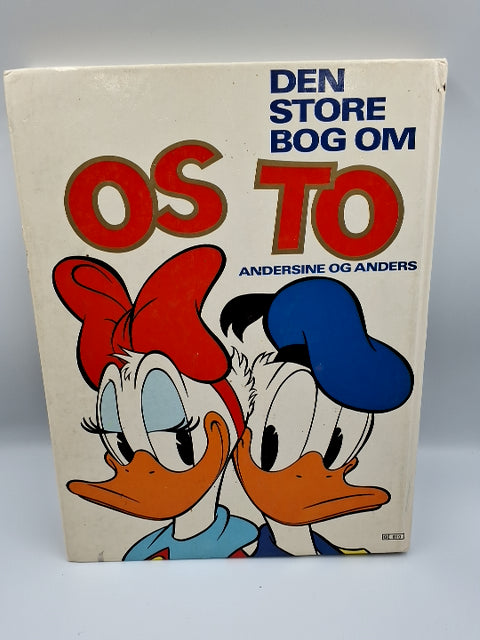 DEN
STORE
BOG OM
OS TO
ANDERSINE OG ANDERS